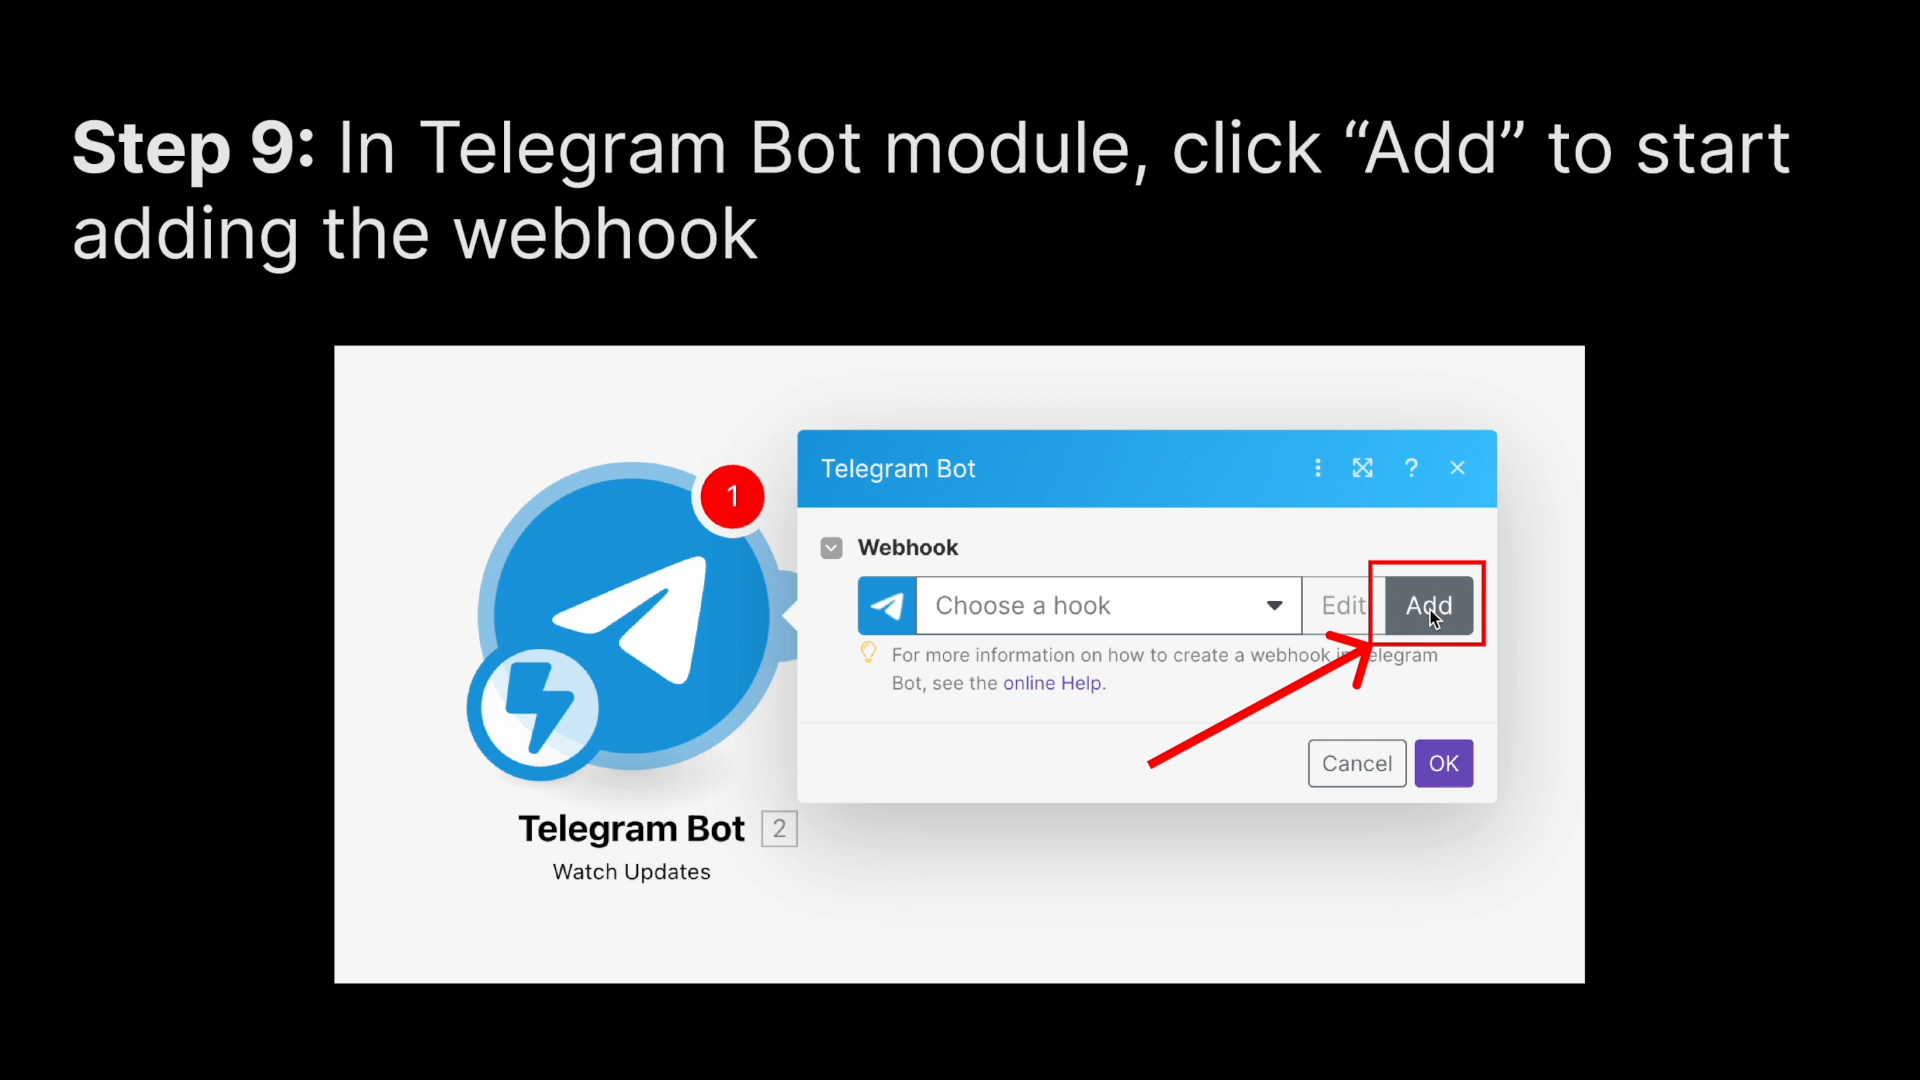 Step 9: In Telegram Bot module, click “Add” to start
adding the webhook
1
Telegram Bot
?
Webhook
Choose a hook
Edit
Add
For more information on how to create a webhook in Telegram
Bot, see the online Help.
Cancel
OK
Telegram Bot 2
Watch Updates